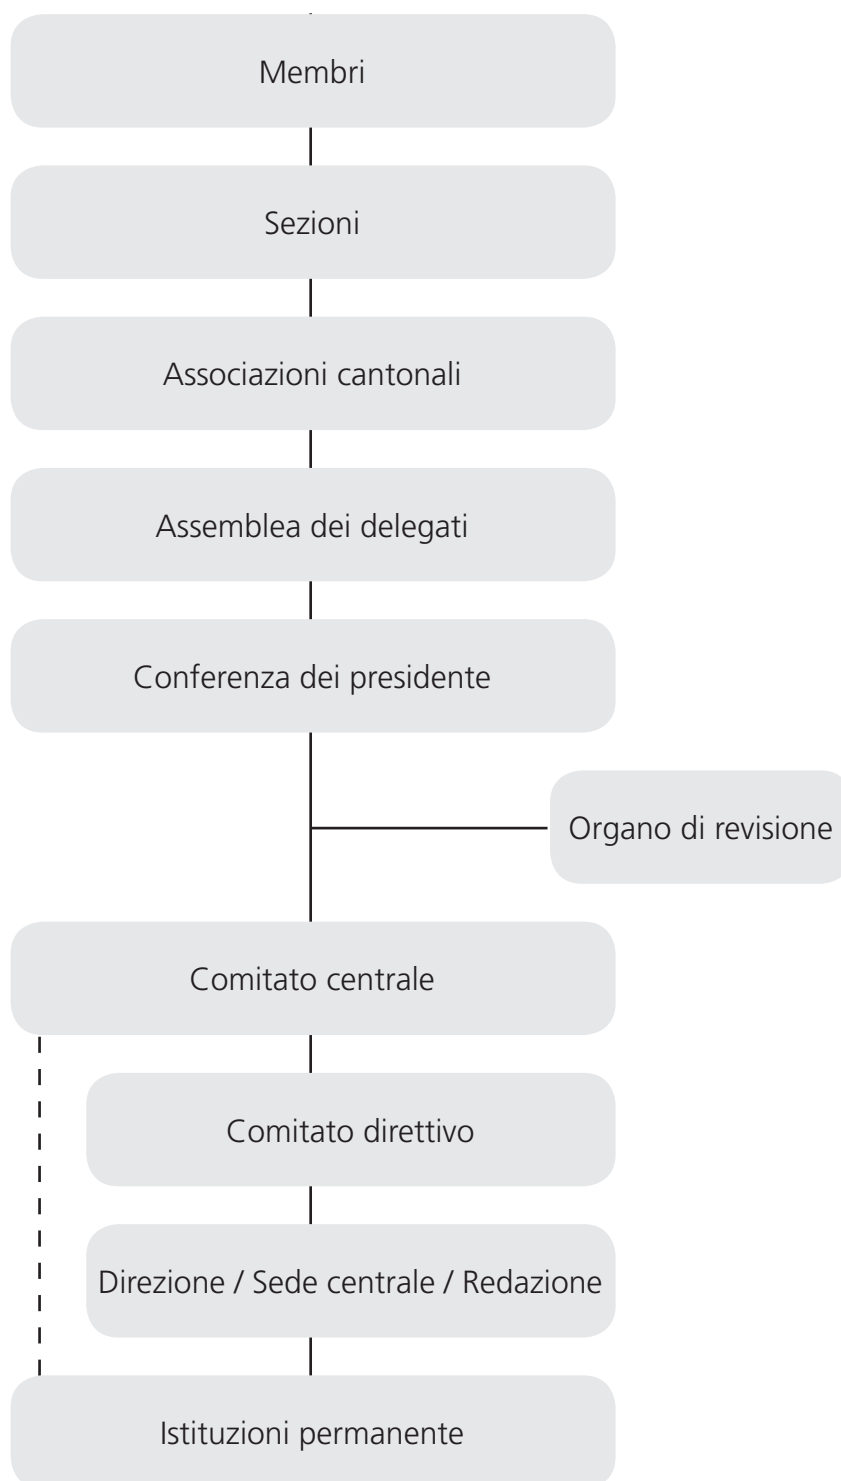 Membri
Sezioni
Associazioni cantonali
Assemblea dei delegati
Conferenza dei presidente
Organo di revisione
Comitato centrale
Comitato direttivo
Direzione / Sede centrale / Redazione
Istituzioni permanente